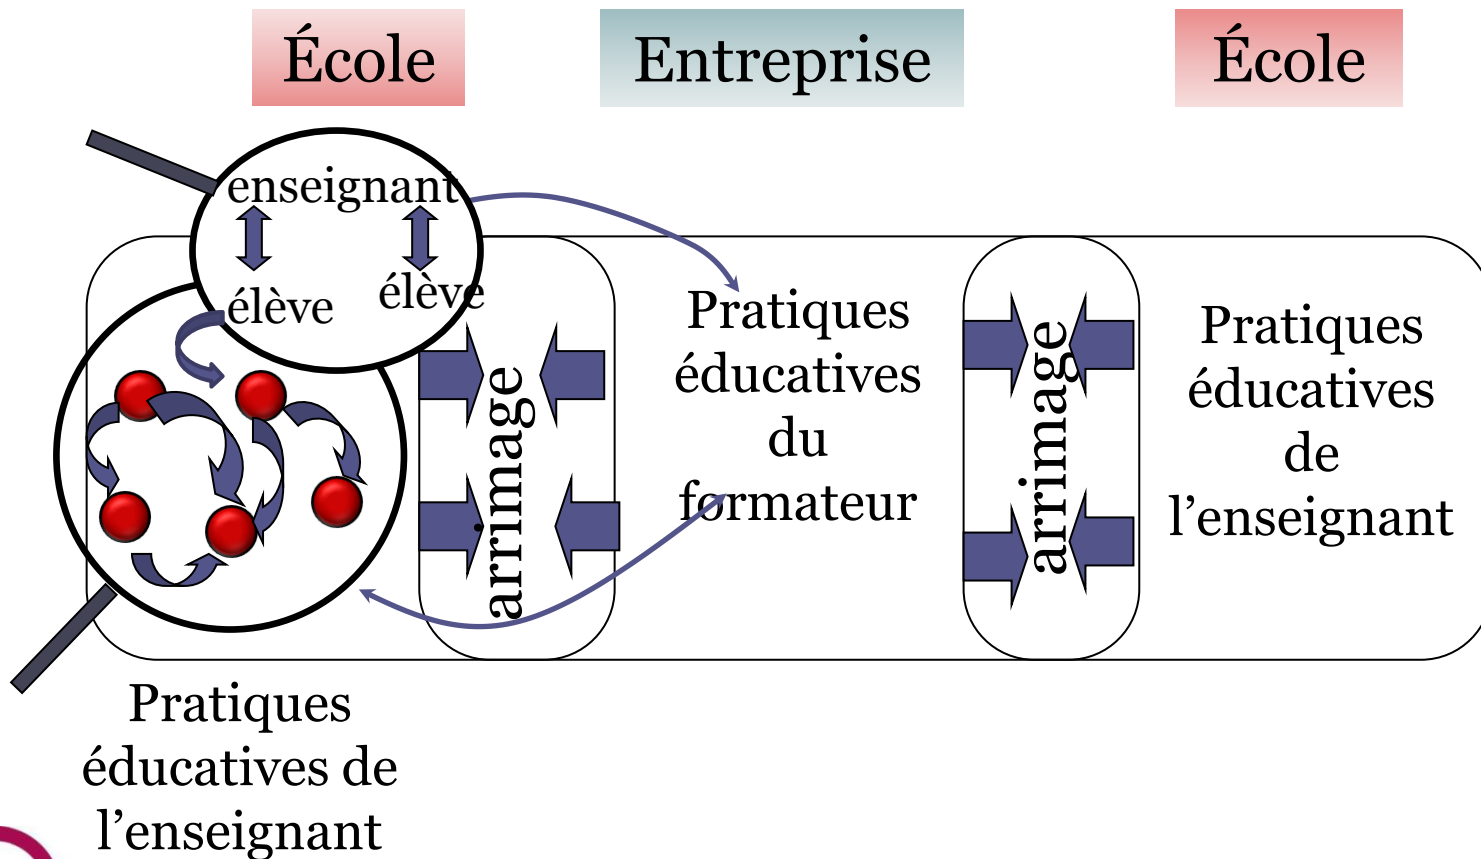 École
Entreprise
École
enseignant
élève
élève
Pratiques
éducatives de
l’enseignant
arrimage
Pratiques
éducatives
du
formateur
arrimage
Pratiques
éducatives
de
l’enseignant